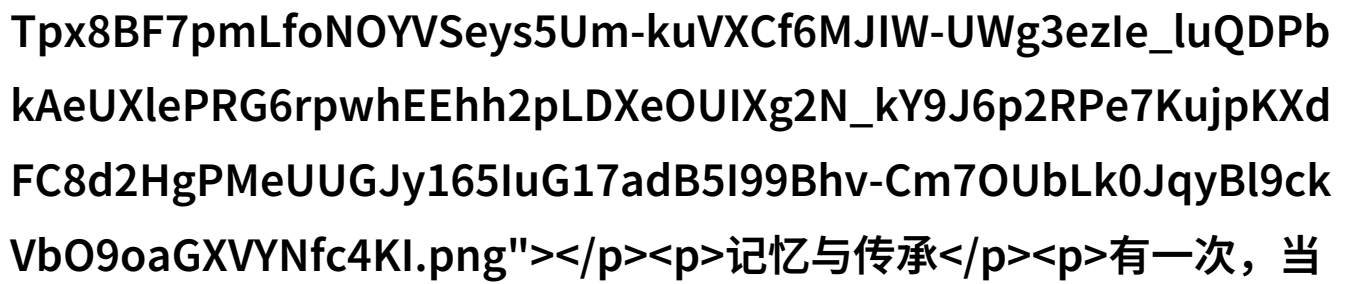 Tpx8BF7pmLfoNOYVSeys5Um-kuVXCf6MJIW-UWg3ezIe_luQDPb
kAeUXlePRG6rpwhEEhh2pLDXeOUIXg2N_kY9J6p2RPe7KujpKXd
FC8d2HgPMeUUGJy165IuG17adB5I99Bhv-Cm7OUbLk0JqyBl9ck
VbO9oaGXVYNfc4KI.png"></p><p>记忆与传承</p><p>有一次，当